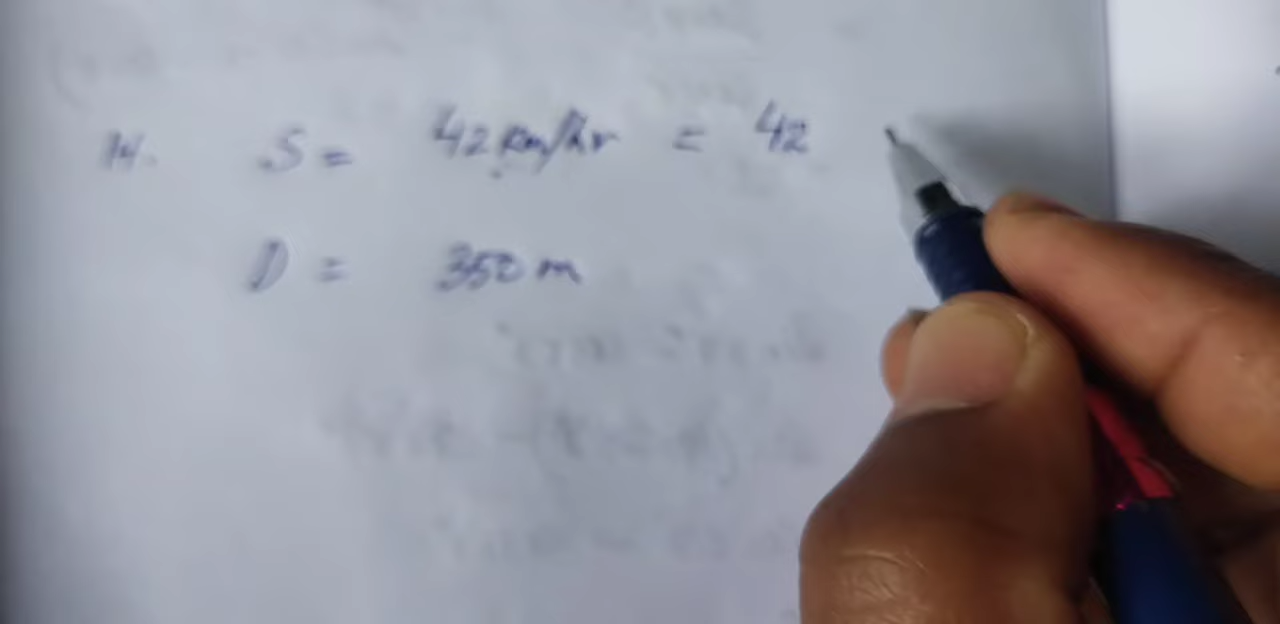 14. S = 42 km/hr = 42
D = 350 m